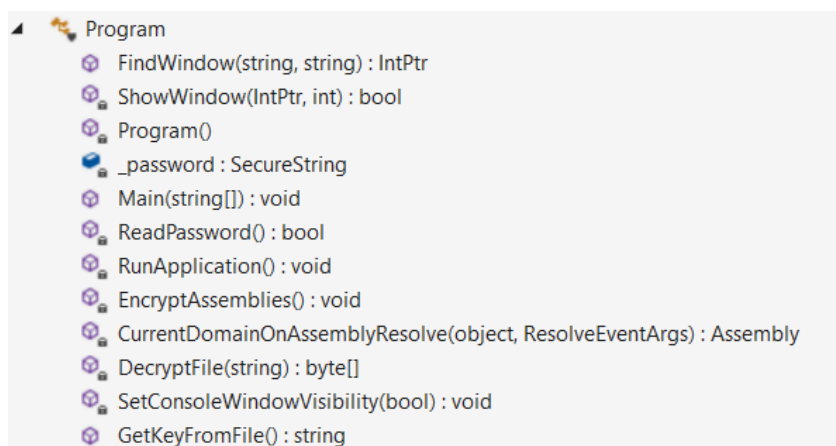 Program
FindWindow(string, string) : IntPtr
ShowWindow(IntPtr, int) : bool
Program()
_password : SecureString
Main(string[]) : void
ReadPassword() : bool
RunApplication() : void
EncryptAssemblies() : void
CurrentDomainOnAssemblyResolve(object, ResolveEventArgs) : Assembly
DecryptFile(string) : byte[]
SetConsoleWindowVisibility(bool) : void
GetKeyFromFile() : string